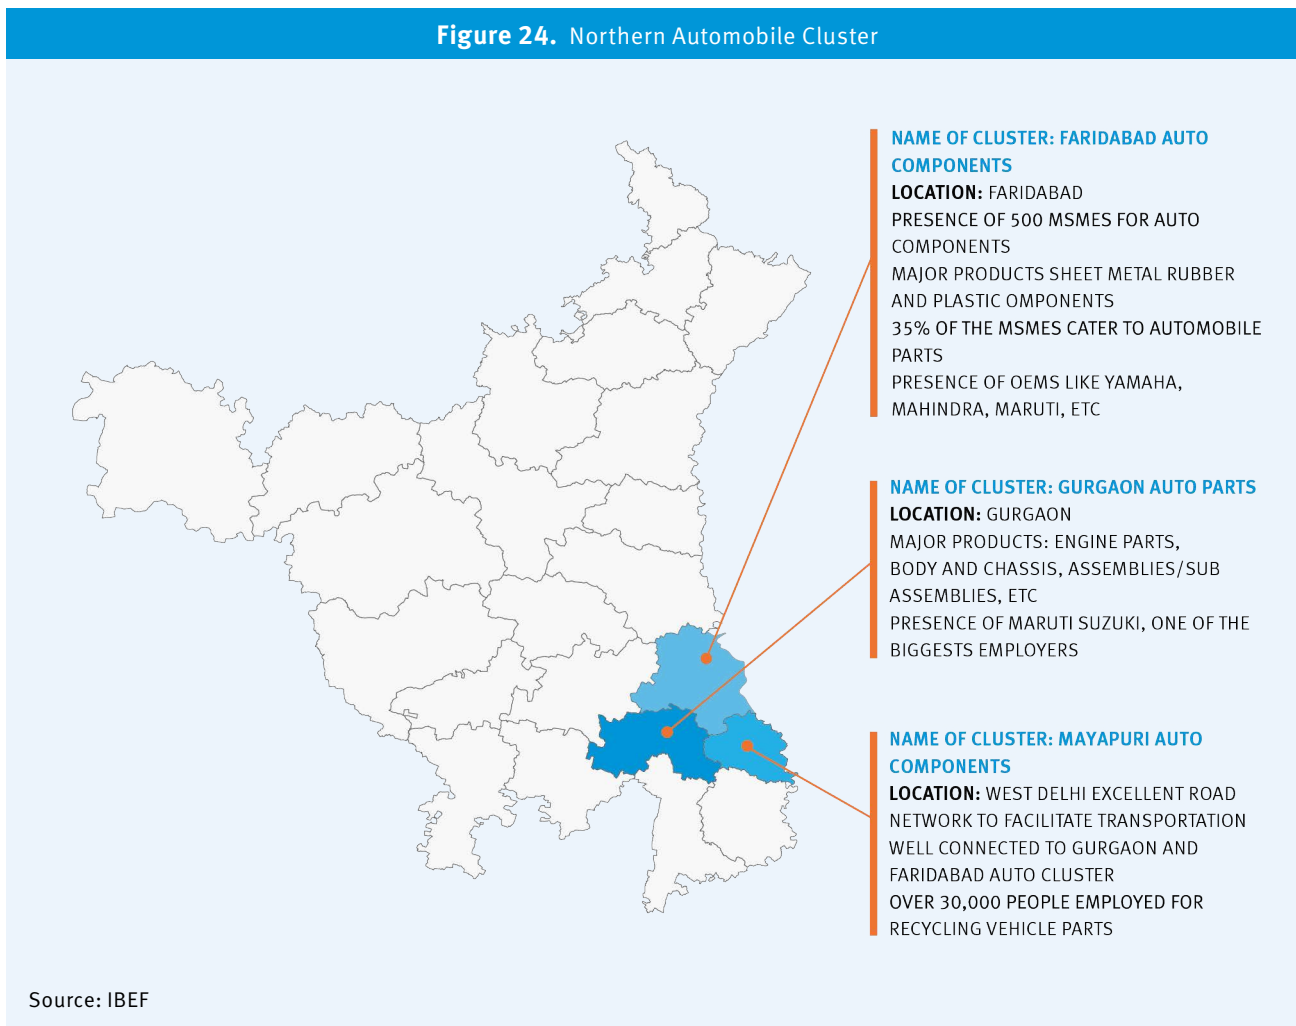 Figure 24. Northern Automobile Cluster
NAME OF CLUSTER: FARIDABAD AUTO
COMPONENTS
LOCATION: FARIDABAD
PRESENCE OF 500 MSMES FOR AUTO
COMPONENTS
MAJOR PRODUCTS SHEET METAL RUBBER
AND PLASTIC OMPONENTS
35% OF THE MSMES CATER TO AUTOMOBILE
PARTS
PRESENCE OF OEMS LIKE YAMAHA,
MAHINDRA, MARUTI, ETC
NAME OF CLUSTER: GURGAON AUTO PARTS
LOCATION: GURGAON
MAJOR PRODUCTS: ENGINE PARTS,
BODY AND CHASSIS, ASSEMBLIES/SUB
ASSEMBLIES, ETC
PRESENCE OF MARUTI SUZUKI, ONE OF THE
BIGGESTS EMPLOYERS
NAME OF CLUSTER: MAYAPURI AUTO
COMPONENTS
LOCATION: WEST DELHI EXCELLENT ROAD
NETWORK TO FACILITATE TRANSPORTATION
WELL CONNECTED TO GURGAON AND
FARIDABAD AUTO CLUSTER
OVER 30,000 PEOPLE EMPLOYED FOR
RECYCLING VEHICLE PARTS
Source: IBEF